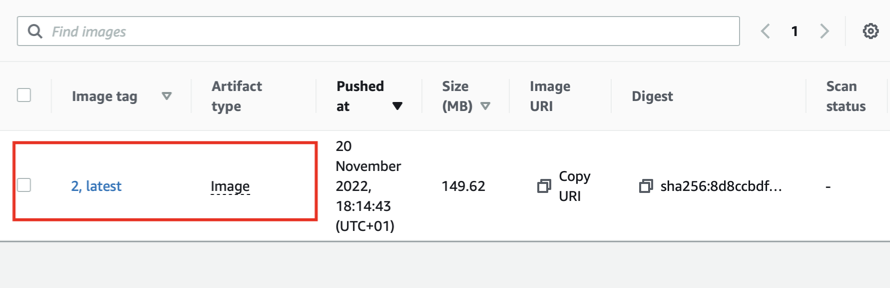 Find images
1
Image tag
Artifact
type
Pushed
at
Size
(MB)
Image
URI
Digest
Scan
status
2, latest
Image
20
November
2022,
18:14:43
(UTC+01)
149.62
Copy
URI
sha256:8d8ccbdf...
-